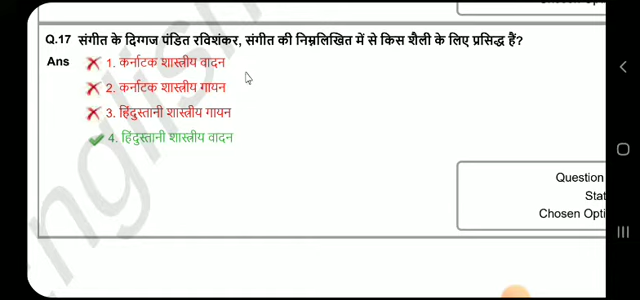 Q.17 संगीत के दिग्गज पंडित रविशंकर, संगीत की निम्नलिखित में से किस शैली के लिए प्रसिद्ध हैं?
Ans 1. कर्नाटक शास्त्रीय वादन
2. कर्नाटक शास्त्रीय गायन
3. हिंदुस्तानी शास्त्रीय गायन
4. हिंदुस्तानी शास्त्रीय वादन
Question
Stat
Chosen Opti